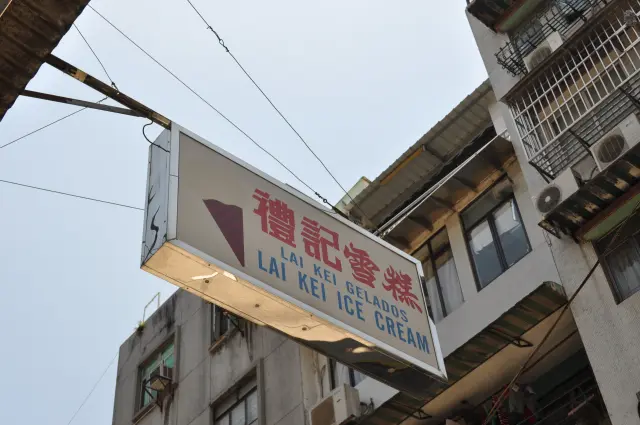 禮記雪糕
LAI KEI GELADOS
LAI KEI ICE CREAM